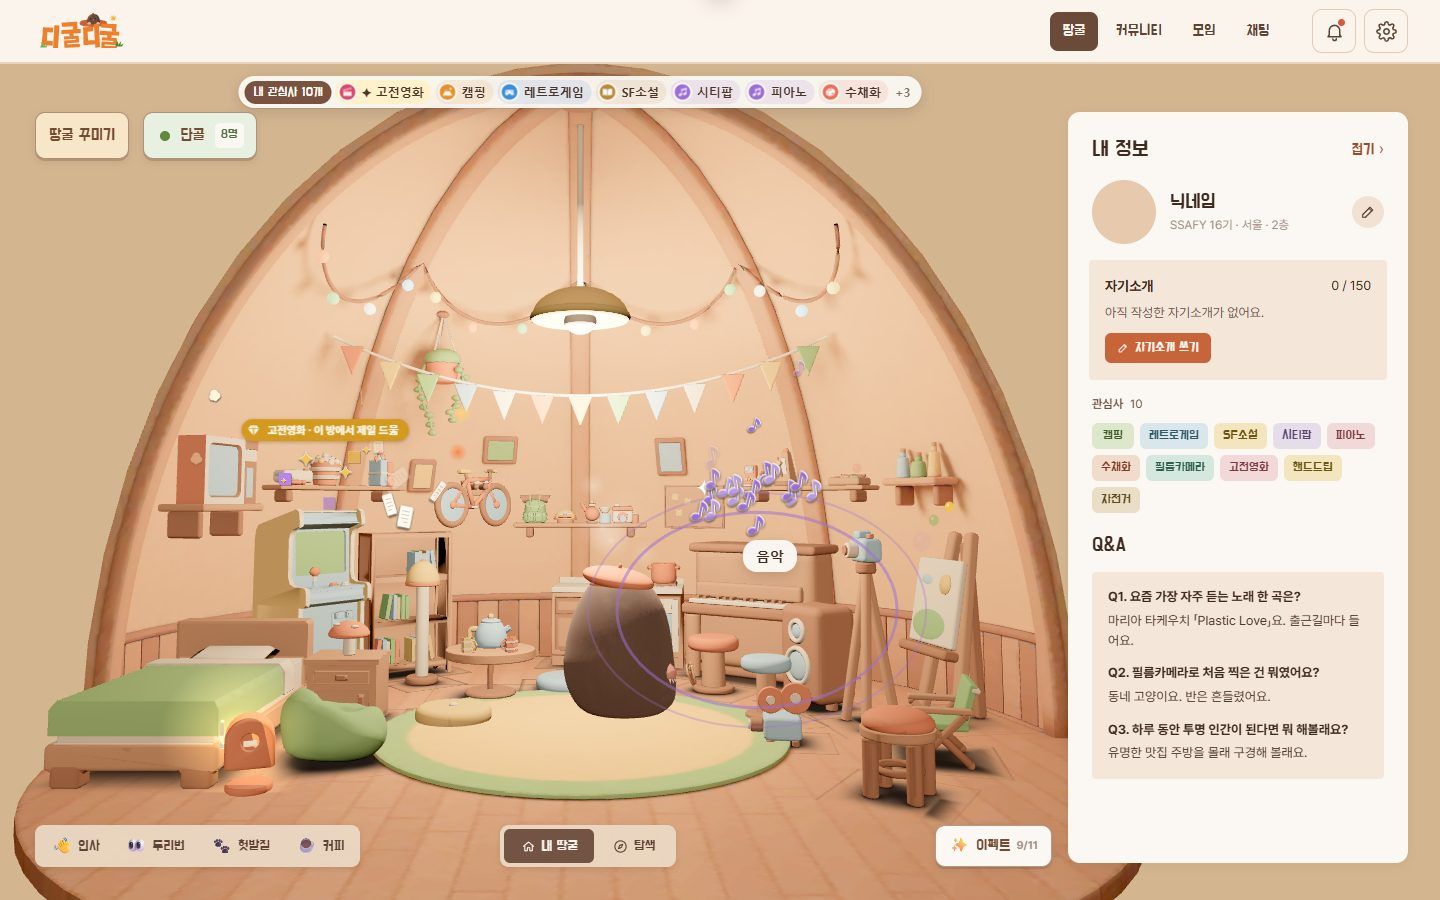 디굴디굴
땅굴
커뮤니티
모임
채팅
내 관심사 10개
✦ 고전영화
캠핑
레트로게임
SF소설
시티팝
피아노
수채화
+3
땅굴 꾸미기
단골 8명
고전영화 · 이 방에서 제일 드묾
음악
내 정보
접기 ›
닉네임
SSAFY 16기 · 서울 · 2층
자기소개
0 / 150
아직 작성한 자기소개가 없어요.
자기소개 쓰기
관심사 10
캠핑
레트로게임
SF소설
시티팝
피아노
수채화
필름카메라
고전영화
핸드드립
자전거
Q&A
Q1. 요즘 가장 자주 듣는 노래 한 곡은?
마리아 타케우치 「Plastic Love」요. 출근길마다 들
어요.
Q2. 필름카메라로 처음 찍은 건 뭐였어요?
동네 고양이요. 반은 흔들렸어요.
Q3. 하루 동안 투명 인간이 된다면 뭐 해볼래요?
유명한 맛집 주방을 몰래 구경해 볼래요.
인사
두리번
헛발질
커피
내 땅굴
탐색
이펙트 9/11